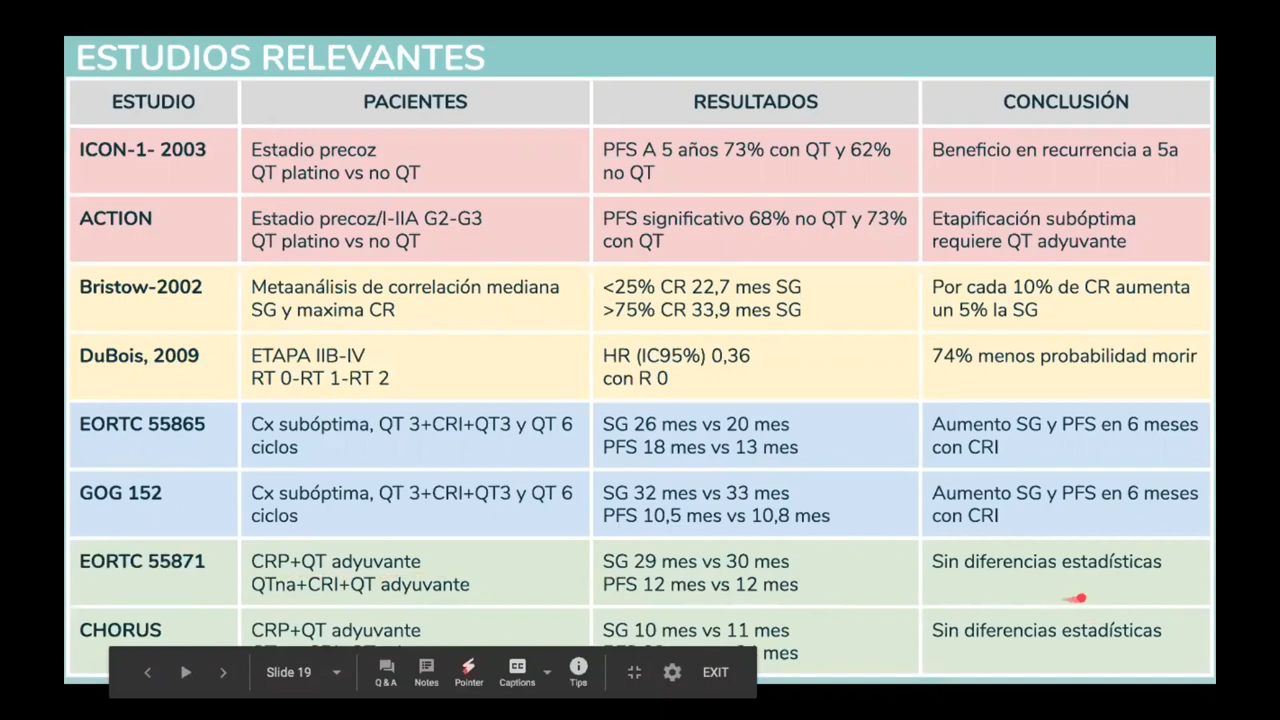 ESTUDIOS RELEVANTES
ESTUDIO
PACIENTES
RESULTADOS
CONCLUSIÓN
ICON-1- 2003
Estadio precoz
QT platino vs no QT
PFS A 5 años 73% con QT y 62%
no QT
Beneficio en recurrencia a 5a
ACTION
Estadio precoz/I-IIA G2-G3
QT platino vs no QT
PFS significativo 68% no QT y 73%
con QT
Etapificación subóptima
requiere QT adyuvante
Bristow-2002
Metaanálisis de correlación mediana
SG y maxima CR
<25% CR 22,7 mes SG
>75% CR 33,9 mes SG
Por cada 10% de CR aumenta
un 5% la SG
DuBois, 2009
ETAPA IIB-IV
RT 0-RT 1-RT 2
HR (IC95%) 0,36
con R 0
74% menos probabilidad morir
EORTC 55865
Cx subóptima, QT 3+CRI+QT3 y QT 6
ciclos
SG 26 mes vs 20 mes
PFS 18 mes vs 13 mes
Aumento SG y PFS en 6 meses
con CRI
GOG 152
Cx subóptima, QT 3+CRI+QT3 y QT 6
ciclos
SG 32 mes vs 33 mes
PFS 10,5 mes vs 10,8 mes
Aumento SG y PFS en 6 meses
con CRI
EORTC 55871
CRP+QT adyuvante
QTna+CRI+QT adyuvante
SG 29 mes vs 30 mes
PFS 12 mes vs 12 mes
Sin diferencias estadísticas
CHORUS
CRP+QT adyuvante
SG 10 mes vs 11 mes
mes
Sin diferencias estadísticas
Slide 19
Q & A
Notes
Pointer
Captions
Tips
EXIT